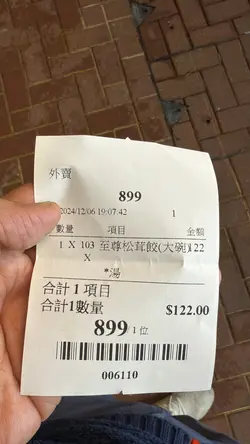 外賣
899
2024/12/06 19:07:42 1
數量 項目 金額
1 X 103 至尊松茸餃(大碗)122
X
*湯
合計 1 項目
合計1數量 $122.00
899/1 位
006110